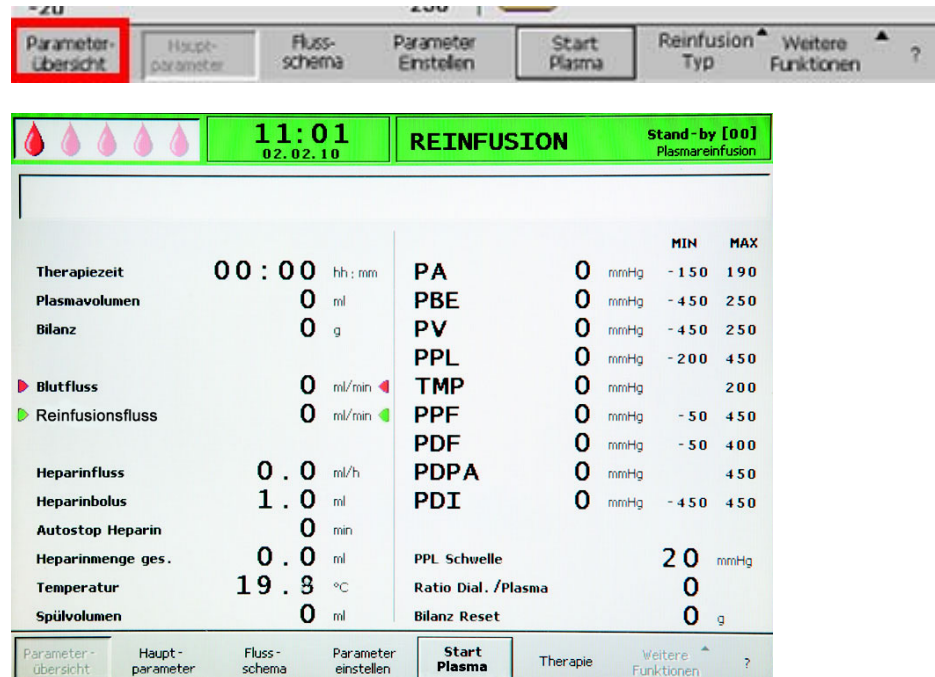 -20 250
Parameter-
übersicht
Haupt-
parameter
Fluss-
schema
Parameter
Einstellen
Start
Plasma
Reinfusion
Typ
Weitere
Funktionen
?
11:01
02.02.10
REINFUSION
Stand-by [00]
Plasmareinfusion
MIN MAX
Therapiezeit 00:00 hh:mm
Plasmavolumen 0 ml
Bilanz 0 g
Blutfluss 0 ml/min
Reinfusionsfluss 0 ml/min
Heparinfluss 0.0 ml/h
Heparinbolus 1.0 ml
Autostop Heparin 0 min
Heparinmenge ges. 0.0 ml
Temperatur 19.8 °C
Spülvolumen 0 ml
PA 0 mmHg -150 190
PBE 0 mmHg -450 250
PV 0 mmHg -450 250
PPL 0 mmHg -200 450
TMP 0 mmHg 200
PPF 0 mmHg -50 450
PDF 0 mmHg -50 400
PDPA 0 mmHg 450
PDI 0 mmHg -450 450
PPL Schwelle 20 mmHg
Ratio Dial./Plasma 0
Bilanz Reset 0 g
Parameter-
übersicht
Haupt-
parameter
Fluss-
schema
Parameter
einstellen
Start
Plasma
Therapie
Weitere
Funktionen
?